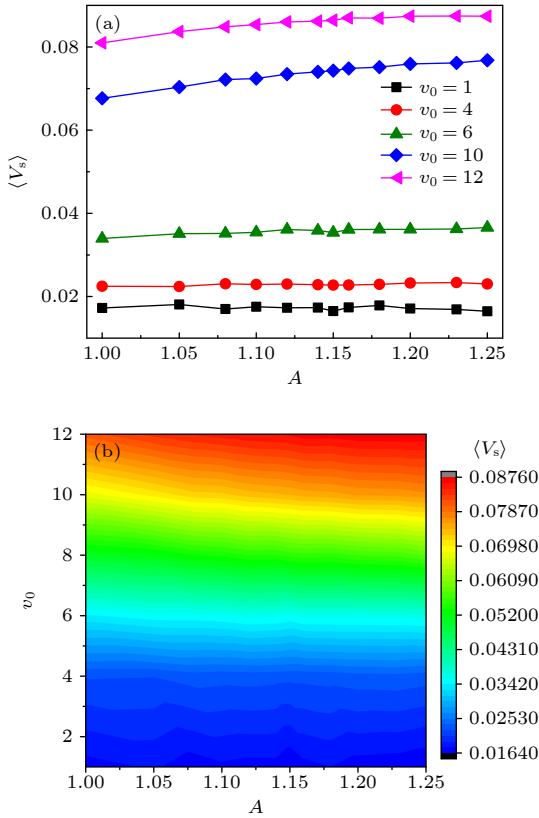 (a)
0.08
0.06
0.04
0.02
⟨Vₛ⟩
v₀ = 1
v₀ = 4
v₀ = 6
v₀ = 10
v₀ = 12
1.00 1.05 1.10 1.15 1.20 1.25
A
(b)
12
10
8
6
4
2
v₀
1.00 1.05 1.10 1.15 1.20 1.25
A
⟨Vₛ⟩
0.08760
0.07870
0.06980
0.06090
0.05200
0.04310
0.03420
0.02530
0.01640